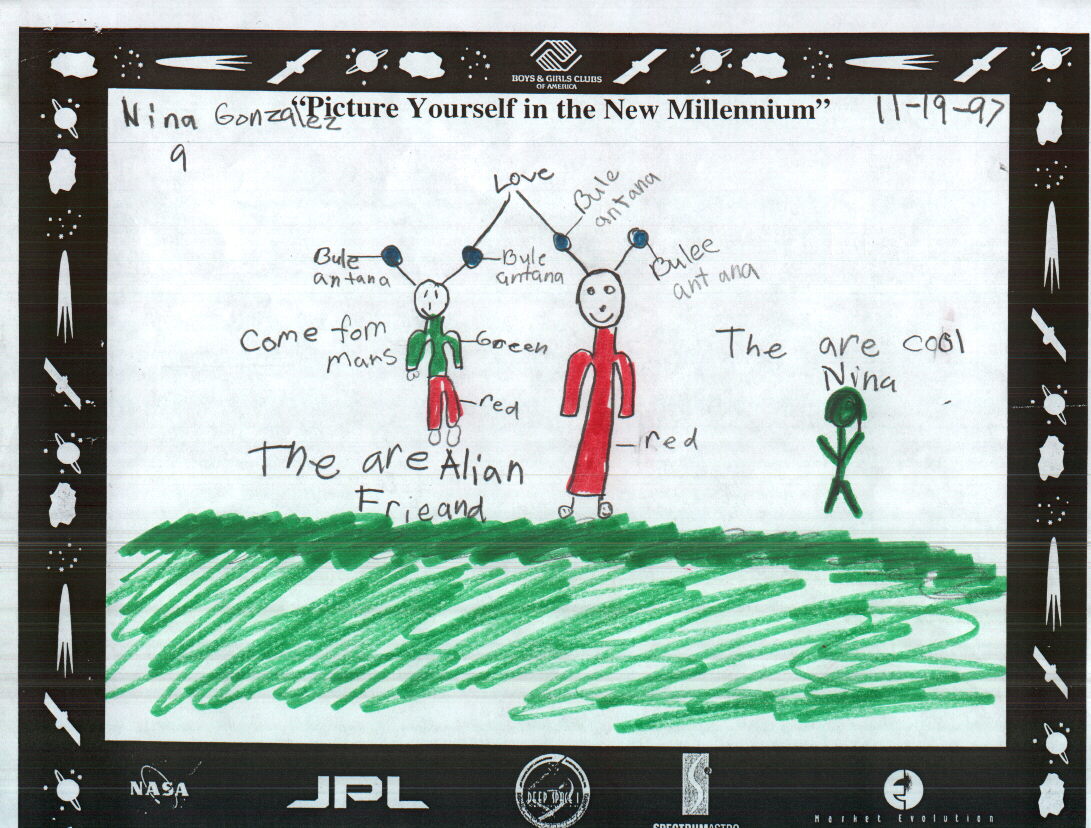 BOYS & GIRLS CLUBS
OF AMERICA
"Picture Yourself in the New Millennium"
Nina Gonzalez
11-19-97
9
Love
Bule
antana
Bule
antana
Byle
antana
Bulee
antana
Come fom
mars
Green
red
red
The are cool
Nina
The are Alian
Frieand
NASA
JPL
DEEP SPACE 1
SPECTRUMASTRO
Market Evolution